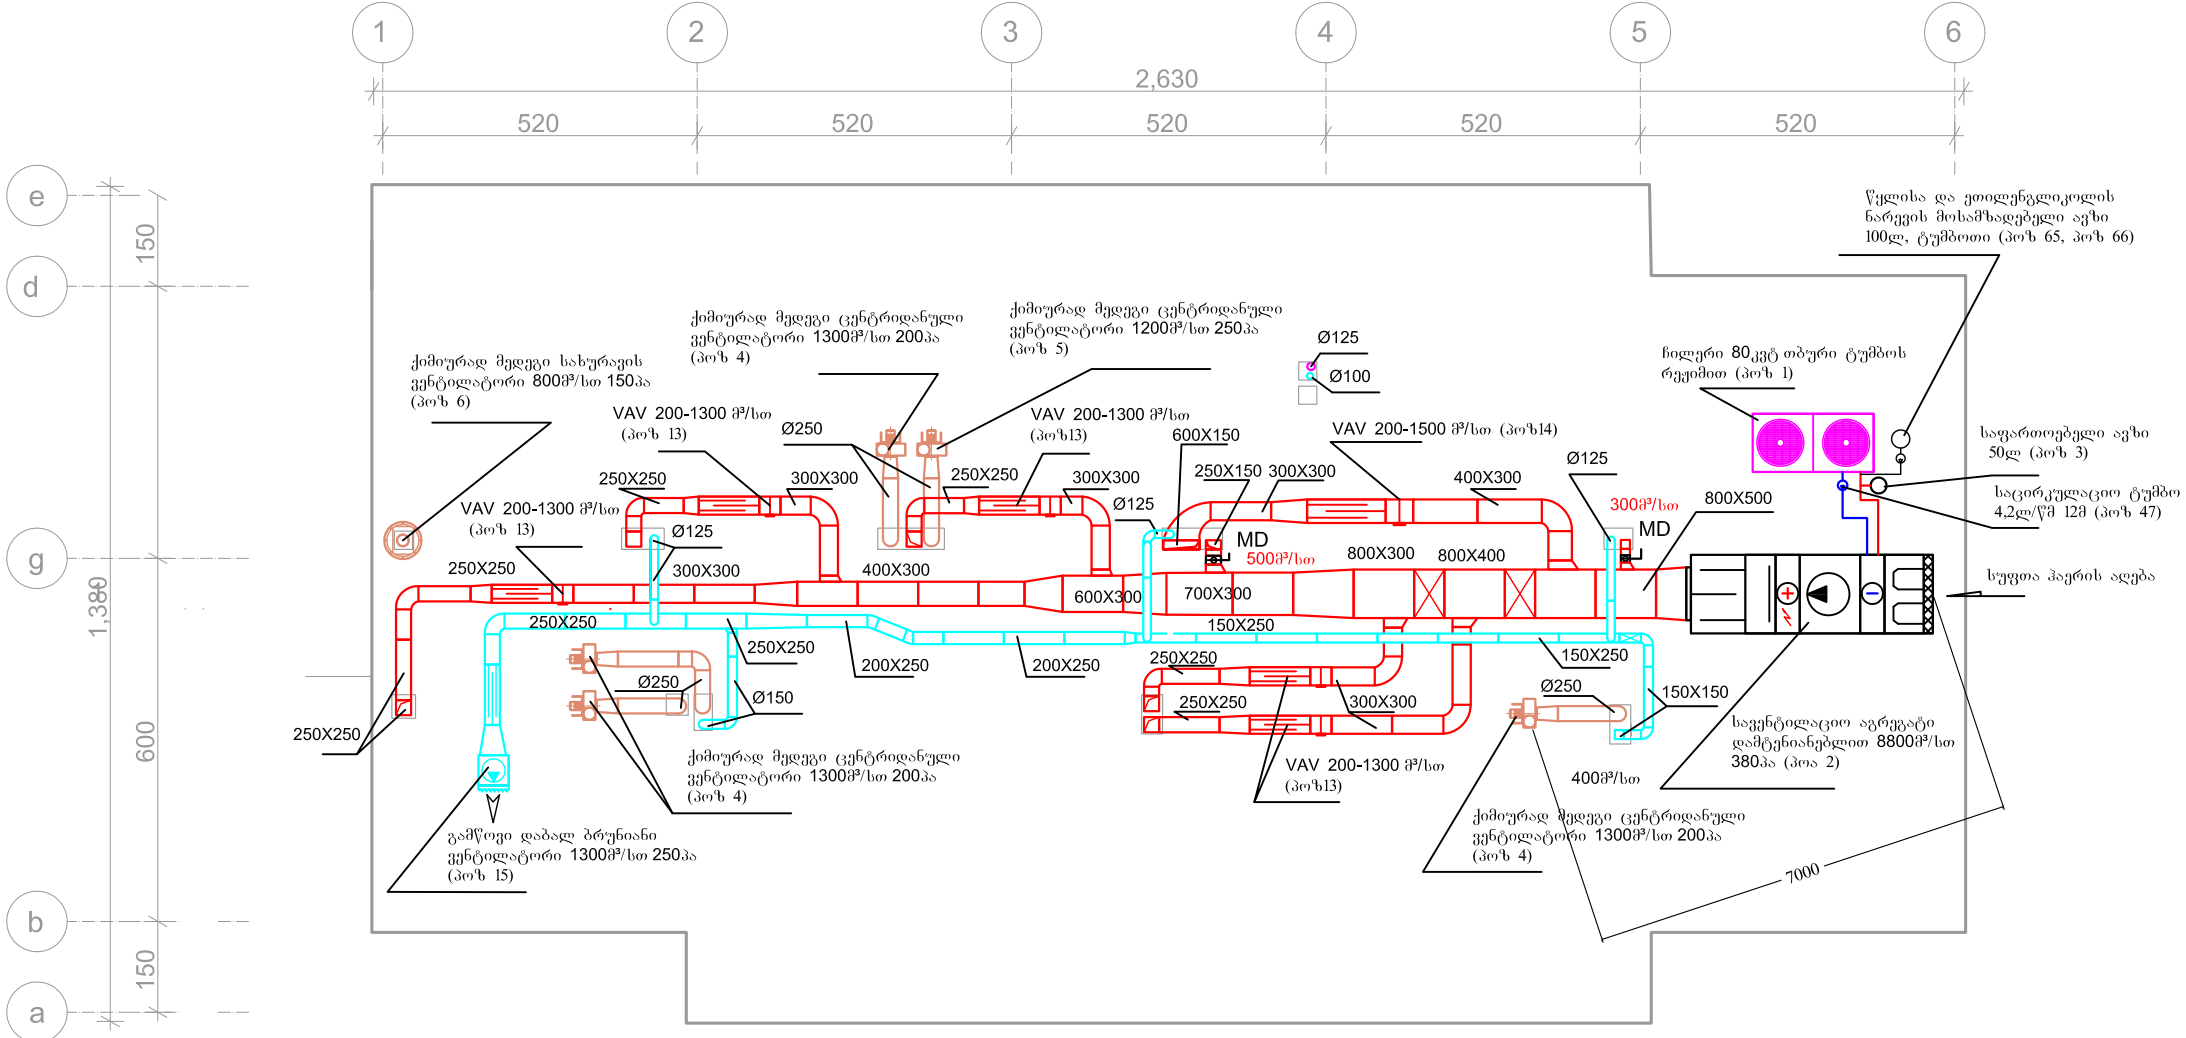 1
2
3
4
5
6
2,630
520
520
520
520
520
e
d
g
b
a
150
600
150
1,380
წყლისა და ეთილენგლიკოლის
ნარევის მოსამზადებელი ავზი
100ლ, ტუმბოთი (პოზ 65, პოზ 66)
ქიმიურად მედეგი ცენტრიდანული
ვენტილატორი 1300მ³/სთ 200პა
(პოზ 4)
ქიმიურად მედეგი ცენტრიდანული
ვენტილატორი 1200მ³/სთ 250პა
(პოზ 5)
ქიმიურად მედეგი სახურავის
ვენტილატორი 800მ³/სთ 150პა
(პოზ 6)
Ø125
Ø100
ჩილერი 80კვტ თბური ტუმბოს
რეჟიმით (პოზ 1)
VAV 200-1300 მ³/სთ
(პოზ 13)
Ø250
VAV 200-1300 მ³/სთ
(პოზ13)
600X150
VAV 200-1500 მ³/სთ (პოზ14)
საფართოებელი ავზი
50ლ (პოზ 3)
250X250
300X300
250X250
300X300
250X150
300X300
400X300
Ø125
800X500
საცირკულაციო ტუმბო
4,2ლ/წმ 12მ (პოზ 47)
VAV 200-1300 მ³/სთ
(პოზ 13)
Ø125
Ø125
300მ³/სთ
MD
MD
500მ³/სთ
250X250
300X300
400X300
600X300
700X300
800X300
800X400
სუფთა ჰაერის აღება
250X250
250X250
200X250
200X250
150X250
150X250
Ø250
Ø150
250X250
250X250
300X300
Ø250
150X150
250X250
სავენტილაციო აგრეგატი
დამტენიანებლით 8800მ³/სთ
380პა (პოა 2)
ქიმიურად მედეგი ცენტრიდანული
ვენტილატორი 1300მ³/სთ 200პა
(პოზ 4)
VAV 200-1300 მ³/სთ
(პოზ13)
400მ³/სთ
ქიმიურად მედეგი ცენტრიდანული
ვენტილატორი 1300მ³/სთ 200პა
(პოზ 4)
გამწოვი დაბალ ბრუნიანი
ვენტილატორი 1300მ³/სთ 250პა
(პოზ 15)
7000